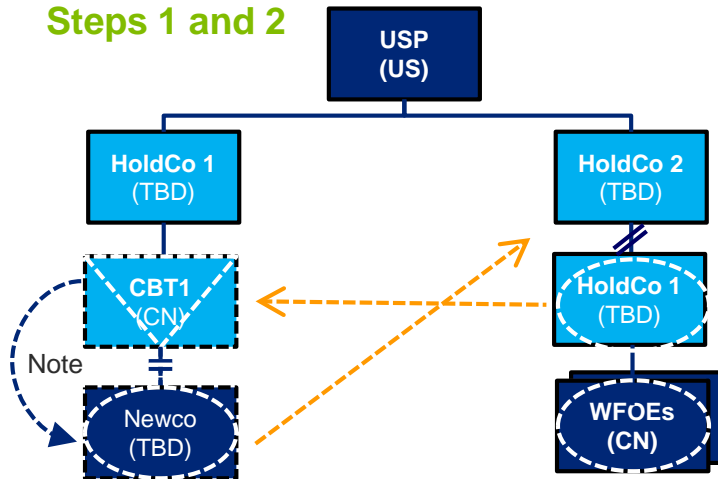 Steps 1 and 2
USP
(US)
HoldCo 1
(TBD)
HoldCo 2
(TBD)
CBT1
(CN)
HoldCo 1
(TBD)
Note
Newco
(TBD)
WFOEs
(CN)